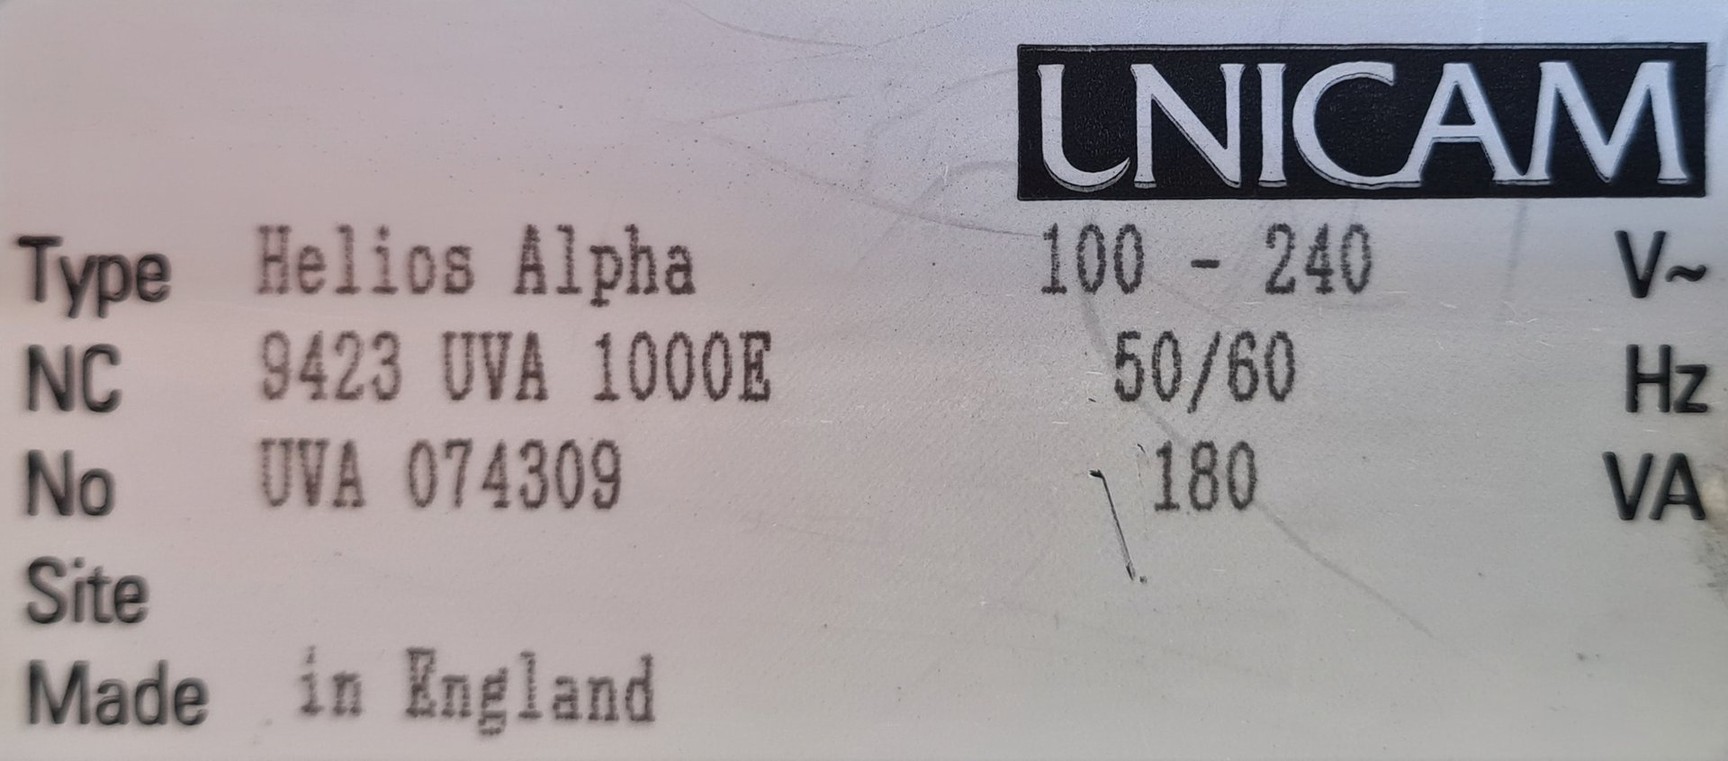 UNICAM
Type Helios Alpha 100 - 240 V~
NC 9423 UVA 1000E 50/60 Hz
No UVA 074309 180 VA
Site
Made in England